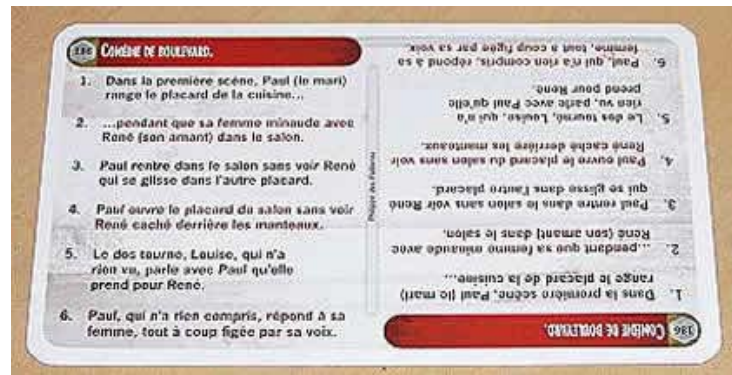 186 COMÉDIE DE BOULEVARD.
1. Dans la première scène, Paul (le mari)
range le placard de la cuisine...
2. ...pendant que sa femme minaude avec
René (son amant) dans le salon.
3. Paul rentre dans le salon sans voir René
qui se glisse dans l'autre placard.
4. Paul ouvre le placard du salon sans voir
René caché derrière les manteaux.
5. Le dos tourné, Louise, qui n'a
rien vu, parle avec Paul qu'elle
prend pour René.
6. Paul, qui n'a rien compris, répond à sa
femme, tout à coup figée par sa voix.
Philippe des Pallières
186 COMÉDIE DE BOULEVARD.
1. Dans la première scène, Paul (le mari)
range le placard de la cuisine...
2. ...pendant que sa femme minaude avec
René (son amant) dans le salon.
3. Paul rentre dans le salon sans voir René
qui se glisse dans l'autre placard.
4. Paul ouvre le placard du salon sans voir
René caché derrière les manteaux.
5. Le dos tourné, Louise, qui n'a
rien vu, parle avec Paul qu'elle
prend pour René.
6. Paul, qui n'a rien compris, répond à sa
femme, tout à coup figée par sa voix.